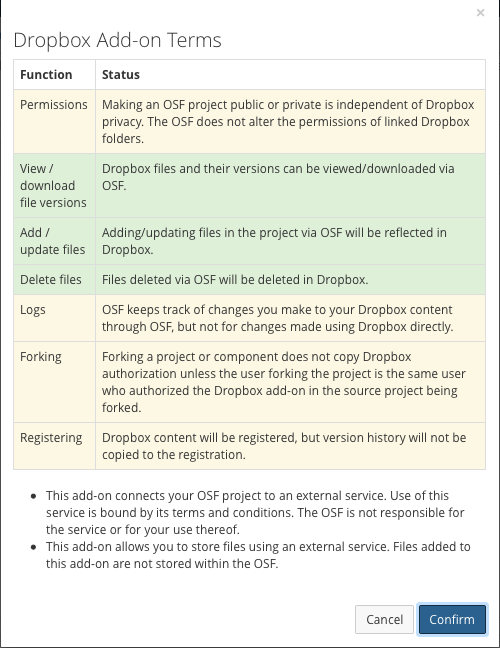 ×
Dropbox Add-on Terms
Function Status
Permissions Making an OSF project public or private is independent of Dropbox
privacy. The OSF does not alter the permissions of linked Dropbox
folders.
View / Dropbox files and their versions can be viewed/downloaded via
download OSF.
file versions
Add / Adding/updating files in the project via OSF will be reflected in
update files Dropbox.
Delete files Files deleted via OSF will be deleted in Dropbox.
Logs OSF keeps track of changes you make to your Dropbox content
through OSF, but not for changes made using Dropbox directly.
Forking Forking a project or component does not copy Dropbox
authorization unless the user forking the project is the same user
who authorized the Dropbox add-on in the source project being
forked.
Registering Dropbox content will be registered, but version history will not be
copied to the registration.
• This add-on connects your OSF project to an external service. Use of this
service is bound by its terms and conditions. The OSF is not responsible for
the service or for your use thereof.
• This add-on allows you to store files using an external service. Files added to
this add-on are not stored within the OSF.
Cancel Confirm